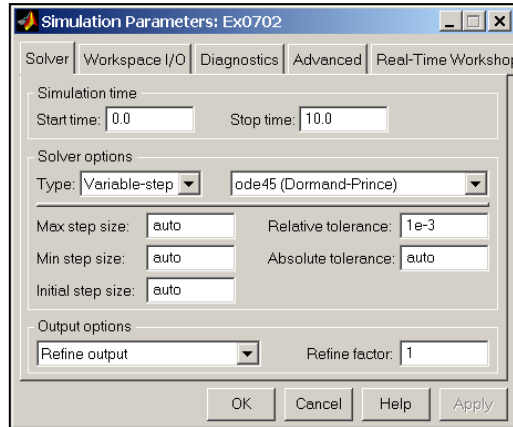 Simulation Parameters: Ex0702
Solver Workspace I/O Diagnostics Advanced Real-Time Workshop
Simulation time
Start time: 0.0 Stop time: 10.0
Solver options
Type: Variable-step ode45 (Dormand-Prince)
Max step size: auto Relative tolerance: 1e-3
Min step size: auto Absolute tolerance: auto
Initial step size: auto
Output options
Refine output Refine factor: 1
OK Cancel Help Apply